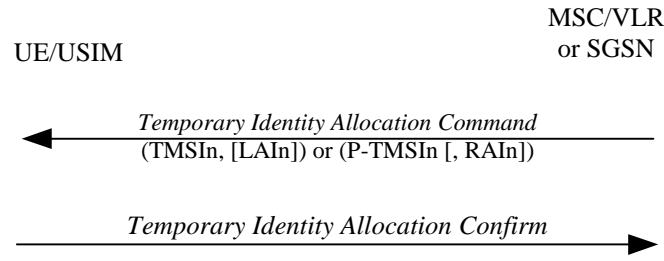 MSC/VLR
or SGSN
UE/USIM
Temporary Identity Allocation Command
(TMSIn, [LAIn]) or (P-TMSIn [, RAIn])
Temporary Identity Allocation Confirm